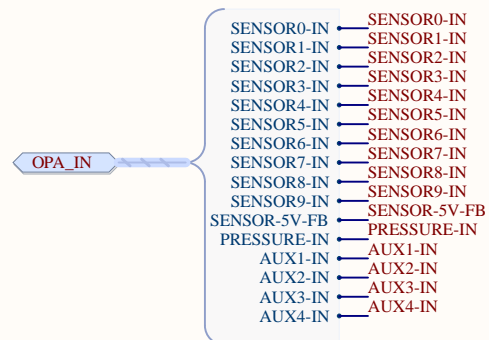 SENSOR0-IN SENSOR0-IN
SENSOR1-IN SENSOR1-IN
SENSOR2-IN SENSOR2-IN
SENSOR3-IN SENSOR3-IN
SENSOR4-IN SENSOR4-IN
SENSOR5-IN SENSOR5-IN
SENSOR6-IN SENSOR6-IN
OPA_IN SENSOR7-IN SENSOR7-IN
SENSOR8-IN SENSOR8-IN
SENSOR9-IN SENSOR9-IN
SENSOR-5V-FB SENSOR-5V-FB
PRESSURE-IN PRESSURE-IN
AUX1-IN AUX1-IN
AUX2-IN AUX2-IN
AUX3-IN AUX3-IN
AUX4-IN AUX4-IN